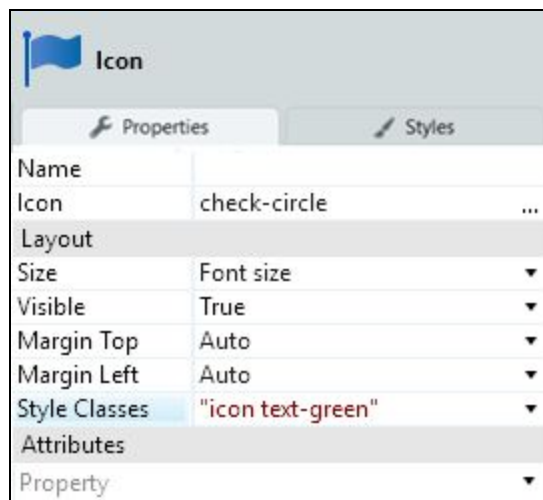 Icon
Properties Styles
Name
Icon check-circle ...
Layout
Size Font size
Visible True
Margin Top Auto
Margin Left Auto
Style Classes "icon text-green"
Attributes
Property